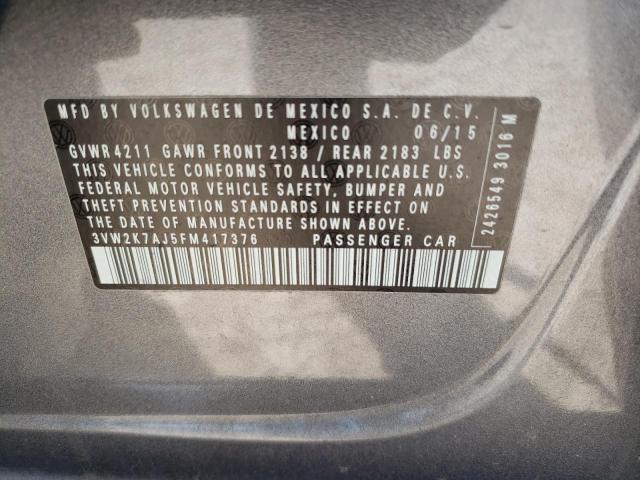 MFD BY VOLKSWAGEN DE MEXICO S.A. DE C.V.
MEXICO 06/15
GVWR 4211 GAWR FRONT 2138 / REAR 2183 LBS
THIS VEHICLE CONFORMS TO ALL APPLICABLE U.S.
FEDERAL MOTOR VEHICLE SAFETY, BUMPER AND
THEFT PREVENTION STANDARDS IN EFFECT ON
THE DATE OF MANUFACTURE SHOWN ABOVE.
3VW2K7AJ5FM417376 PASSENGER CAR
2426549 3016 M